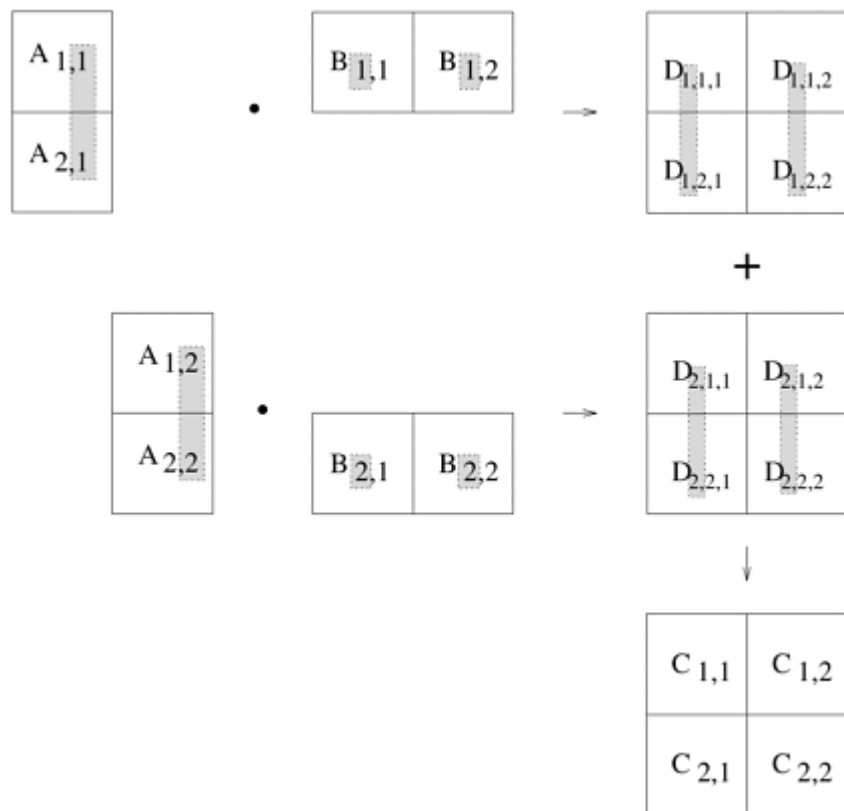 A 1,1 • B 1,1 B 1,2 → D1,1,1 D1,1,2
A 2,1 D1,2,1 D1,2,2
+
A 1,2 D2,1,1 D2,1,2
A 2,2 • B 2,1 B 2,2 → D2,2,1 D2,2,2
↓
C 1,1 C 1,2
C 2,1 C 2,2